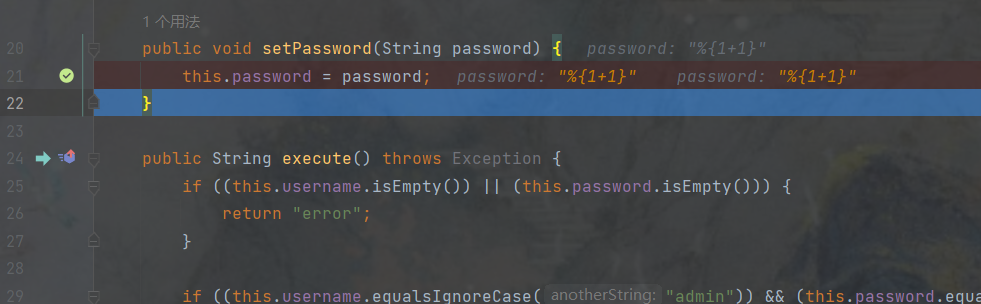 1 个用法
20 public void setPassword(String password) { password: "%{1+1}"
21 this.password = password; password: "%{1+1}" password: "%{1+1}"
22 }
23
24 public String execute() throws Exception {
25 if ((this.username.isEmpty()) || (this.password.isEmpty())) {
26 return "error";
27 }
28
29 if ((this.username.equalsIgnoreCase( anotherString: "admin")) && (this.password.equa